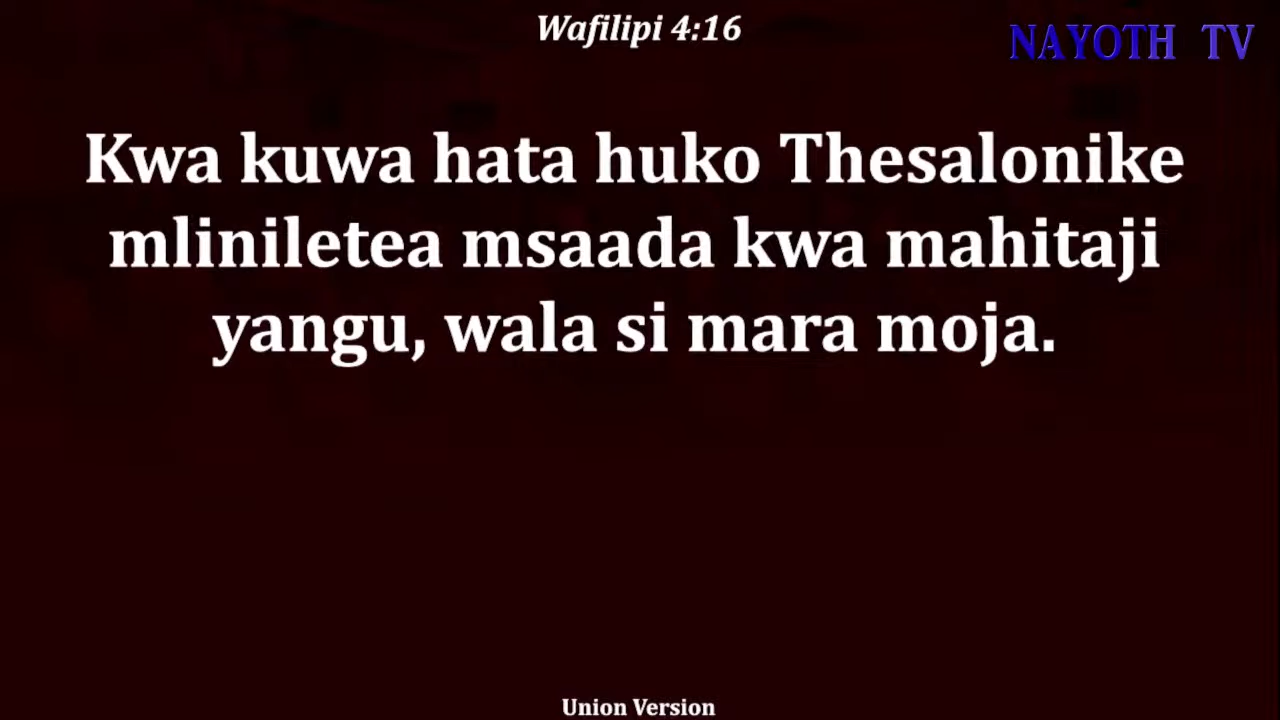 Wafilipi 4:16
NAYOTH TV
Kwa kuwa hata huko Thesalonike
mliniletea msaada kwa mahitaji
yangu, wala si mara moja.
Union Version